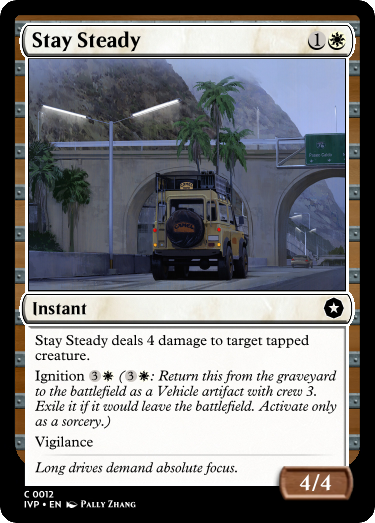 Stay Steady 1
Instant
Stay Steady deals 4 damage to target tapped
creature.
Ignition 3 (3: Return this from the graveyard
to the battlefield as a Vehicle artifact with crew 3.
Exile it if it would leave the battlefield. Activate only
as a sorcery.)
Vigilance
Long drives demand absolute focus.
4/4
C 0012
IVP • EN Pally Zhang